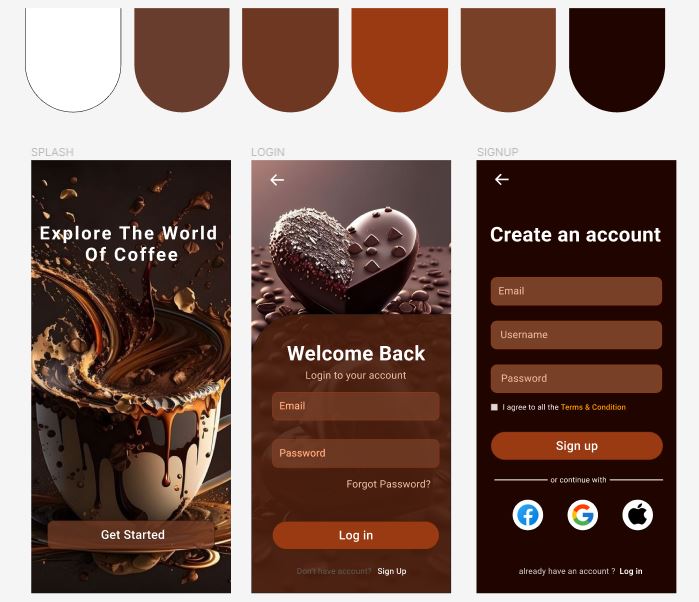 SPLASH
LOGIN
SIGNUP
Explore The World
Of Coffee
Get Started
Welcome Back
Login to your account
Email
Password
Forgot Password?
Log in
Don't have account? Sign Up
Create an account
Email
Username
Password
I agree to all the Terms & Condition
Sign up
or continue with
already have an account ? Log in